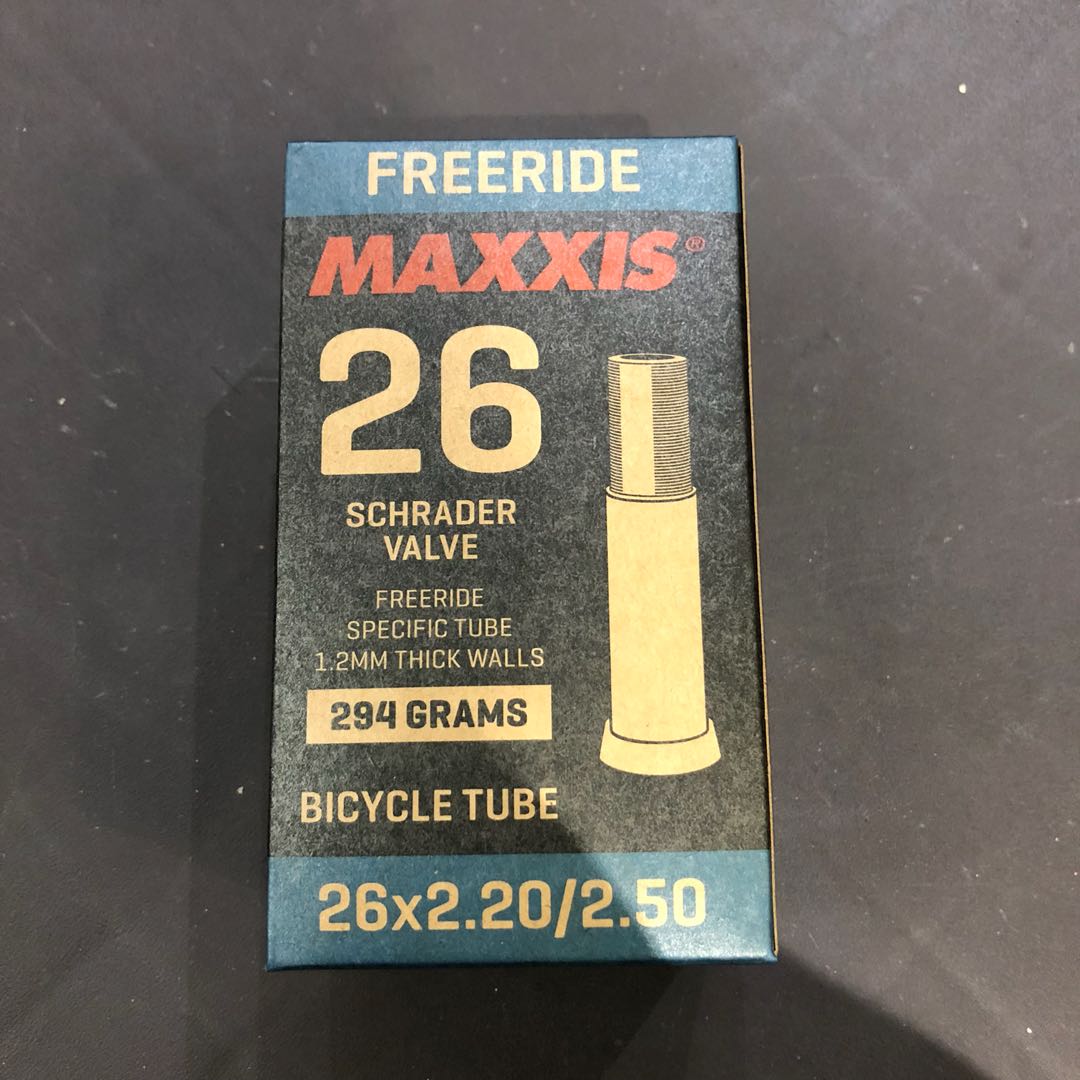 FREERIDE
MAXXIS®
26
SCHRADER
VALVE
FREERIDE
SPECIFIC TUBE
1.2MM THICK WALLS
294 GRAMS
BICYCLE TUBE
26x2.20/2.50